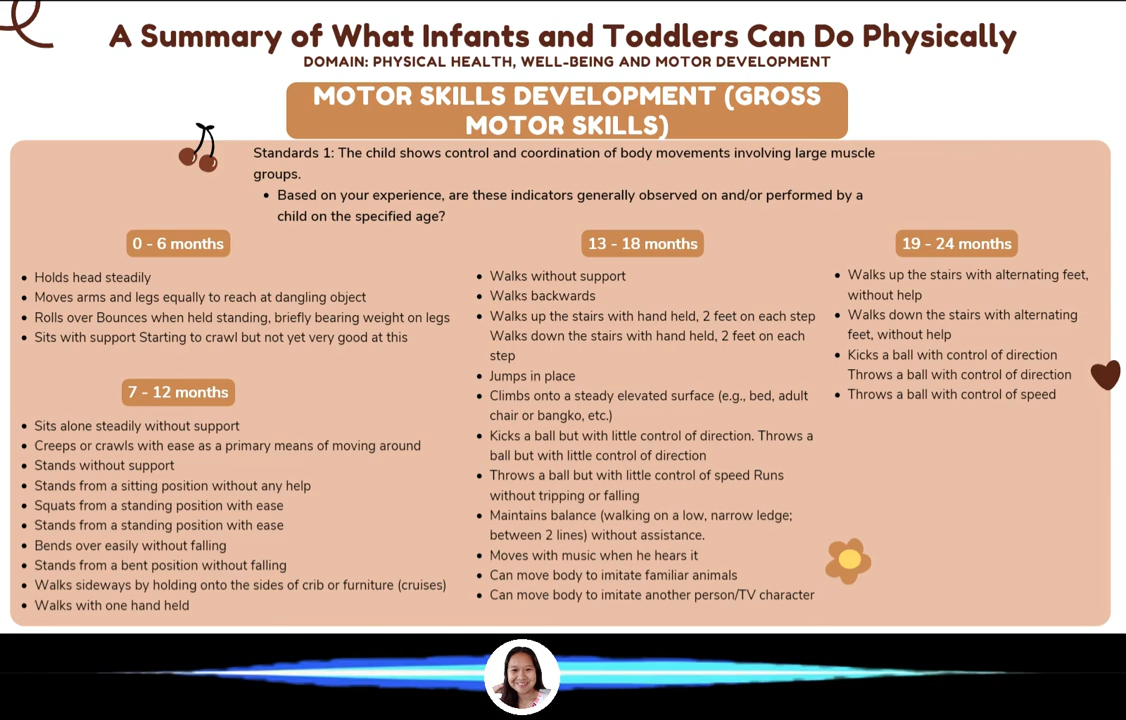 A Summary of What Infants and Toddlers Can Do Physically
DOMAIN: PHYSICAL HEALTH, WELL-BEING AND MOTOR DEVELOPMENT
MOTOR SKILLS DEVELOPMENT (GROSS
MOTOR SKILLS)
Standards 1: The child shows control and coordination of body movements involving large muscle
groups.
• Based on your experience, are these indicators generally observed on and/or performed by a
child on the specified age?
0 - 6 months
• Holds head steadily
• Moves arms and legs equally to reach at dangling object
• Rolls over Bounces when held standing, briefly bearing weight on legs
• Sits with support Starting to crawl but not yet very good at this
7 - 12 months
• Sits alone steadily without support
• Creeps or crawls with ease as a primary means of moving around
• Stands without support
• Stands from a sitting position without any help
• Squats from a standing position with ease
• Stands from a standing position with ease
• Bends over easily without falling
• Stands from a bent position without falling
• Walks sideways by holding onto the sides of crib or furniture (cruises)
• Walks with one hand held
13 - 18 months
• Walks without support
• Walks backwards
• Walks up the stairs with hand held, 2 feet on each step
Walks down the stairs with hand held, 2 feet on each
step
• Jumps in place
• Climbs onto a steady elevated surface (e.g., bed, adult
chair or bangko, etc.)
• Kicks a ball but with little control of direction. Throws a
ball but with little control of direction
• Throws a ball but with little control of speed Runs
without tripping or falling
• Maintains balance (walking on a low, narrow ledge;
between 2 lines) without assistance.
• Moves with music when he hears it
• Can move body to imitate familiar animals
• Can move body to imitate another person/TV character
19 - 24 months
• Walks up the stairs with alternating feet,
without help
• Walks down the stairs with alternating
feet, without help
• Kicks a ball with control of direction
Throws a ball with control of direction
• Throws a ball with control of speed